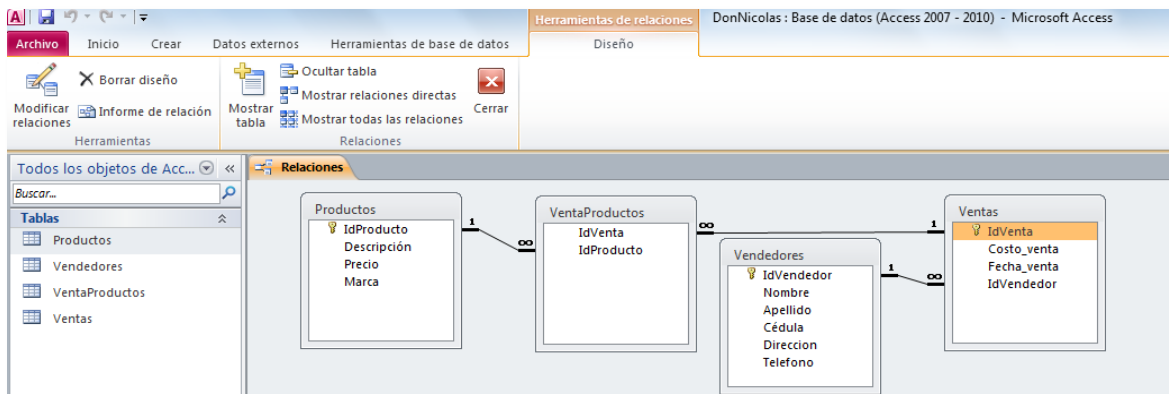 Herramientas de relaciones
DonNicolas : Base de datos (Access 2007 - 2010) - Microsoft Access
Archivo
Inicio
Crear
Datos externos
Herramientas de base de datos
Diseño
Modificar
relaciones
Borrar diseño
Informe de relación
Herramientas
Mostrar
tabla
Ocultar tabla
Mostrar relaciones directas
Mostrar todas las relaciones
Cerrar
Relaciones
Todos los objetos de Acc...
«
Buscar...
Tablas
Productos
Vendedores
VentaProductos
Ventas
Relaciones
Productos
IdProducto
Descripción
Precio
Marca
1
∞
VentaProductos
IdVenta
IdProducto
∞
1
Vendedores
IdVendedor
Nombre
Apellido
Cédula
Direccion
Telefono
1
∞
Ventas
IdVenta
Costo_venta
Fecha_venta
IdVendedor